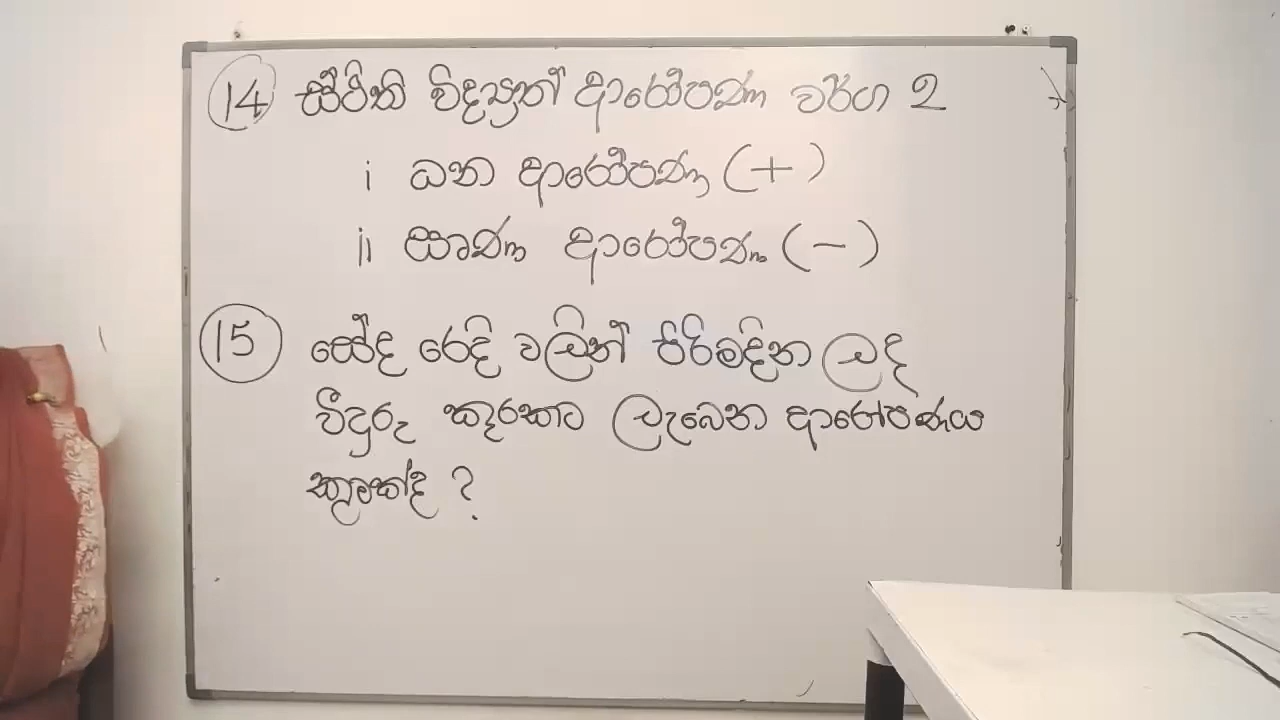 14 ස්ථිති විද්‍යුත් ආරෝපණ වර්ග 2
i ධන ආරෝපණ (+)
ii ඍණ ආරෝපණ (-)
15 සේද රෙදි වලින් පිරිමදින ලද
වීදුරු කූරකට ලැබෙන ආරෝපණය
කුමක්ද ?